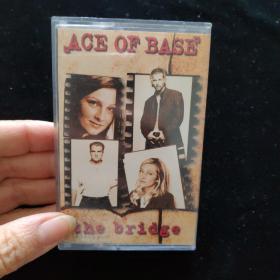 ACE OF BASE
the bridge